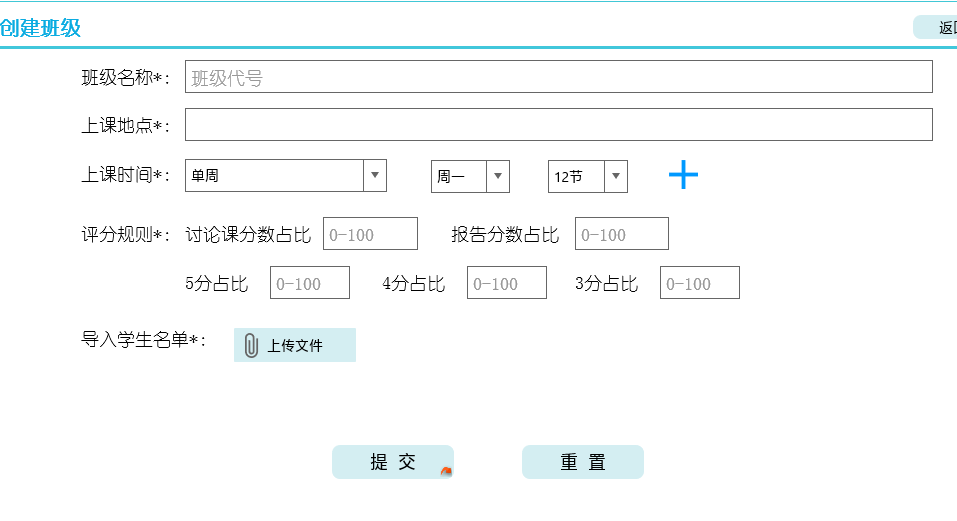 创建班级 返回
班级名称*： 班级代号
上课地点*：
上课时间*： 单周 周一 12节
评分规则*： 讨论课分数占比 0-100 报告分数占比 0-100
5分占比 0-100 4分占比 0-100 3分占比 0-100
导入学生名单*： 上传文件
提 交 重 置